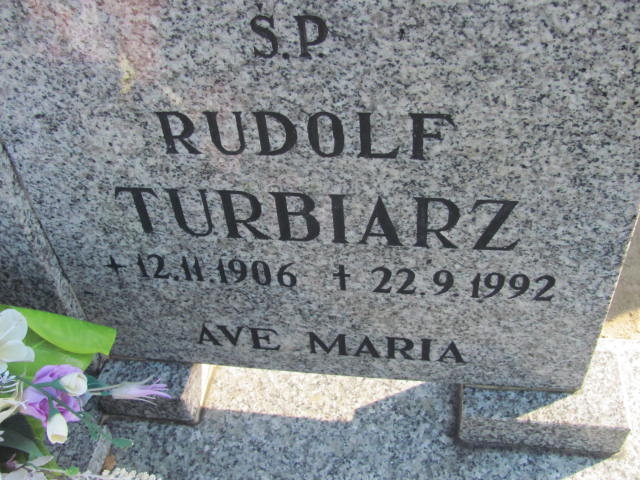 Ś.P
RUDOLF
TURBIARZ
+ 12.11.1906 † 22.9.1992
AVE MARIA